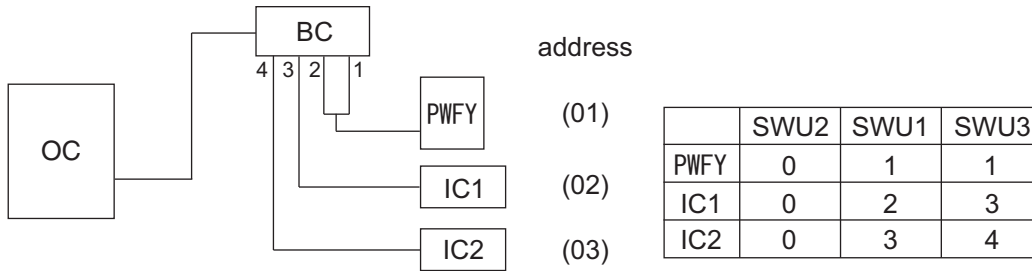 BC
address
4 3 2 1
OC
PWFY
(01)
IC1
(02)
IC2
(03)
SWU2 SWU1 SWU3
PWFY 0 1 1
IC1 0 2 3
IC2 0 3 4